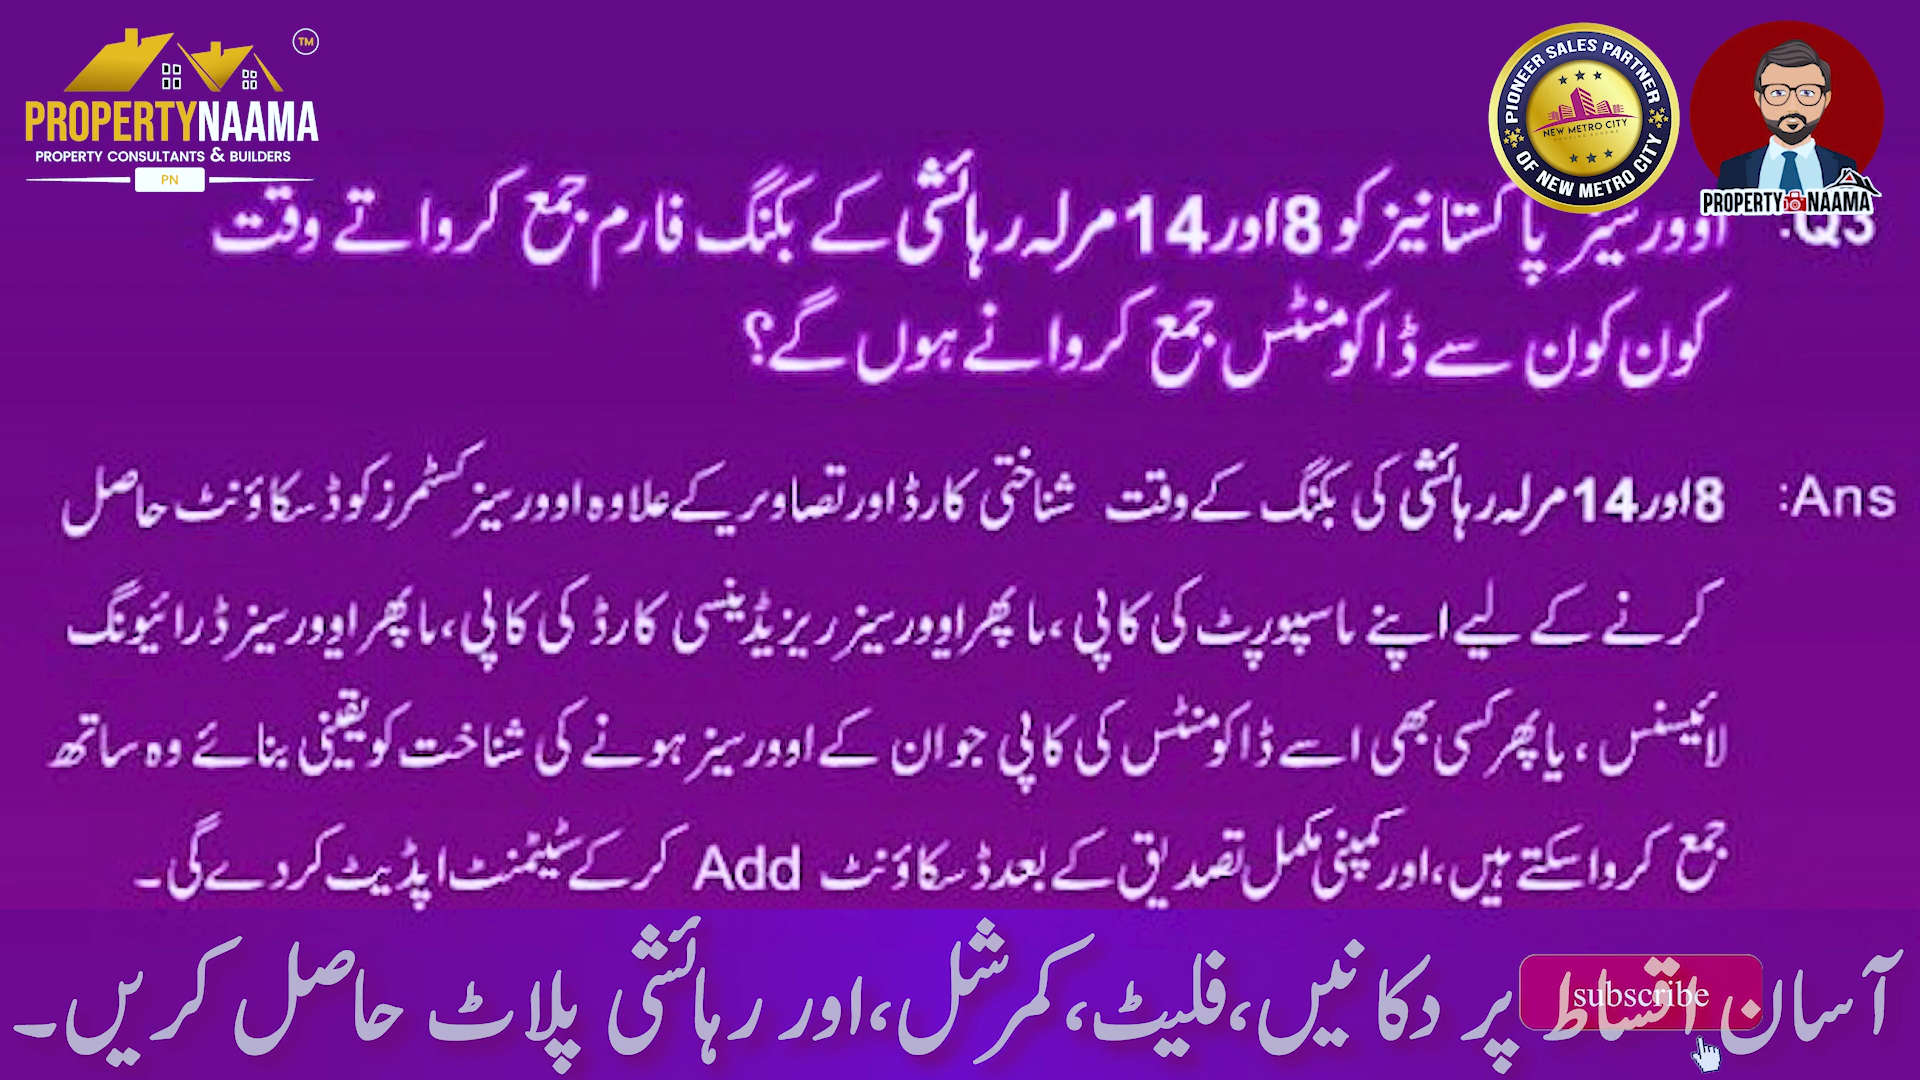 PROPERTYNAAMA
TM
PROPERTY CONSULTANTS & BUILDERS
PN
PIONEER SALES PARTNER
NEW METRO CITY
OF NEW METRO CITY
PROPERTY NAAMA
Q3: اوورسیز پاکستانیز کو 8 اور 14 مرلہ رہائشی کے بکنگ فارم جمع کرواتے وقت
کون کون سے ڈاکومنٹس جمع کروانے ہوں گے؟
Ans: 8 اور 14 مرلہ رہائشی کی بکنگ کے وقت شناختی کارڈ اور تصاویر کے علاوہ اوورسیز کسٹمرز کو ڈسکاؤنٹ حاصل
کرنے کے لیے اپنے پاسپورٹ کی کاپی، یا پھر اوورسیز ریزیڈینسی کارڈ کی کاپی، یا پھر اوورسیز ڈرائیونگ
لائیسنس، یا پھر کسی بھی اسے ڈاکومنٹس کی کاپی جو ان کے اوورسیز ہونے کی شناخت کو یقینی بنائے وہ ساتھ
جمع کروا سکتے ہیں، اور کمپنی مکمل تصدیق کے بعد ڈسکاؤنٹ Add کر کے سٹیٹمنٹ اپڈیٹ کر دے گی۔
آسان اقساط پر دکانیں، فلیٹ، کمرشل، اور رہائشی پلاٹ حاصل کریں۔
subscribe